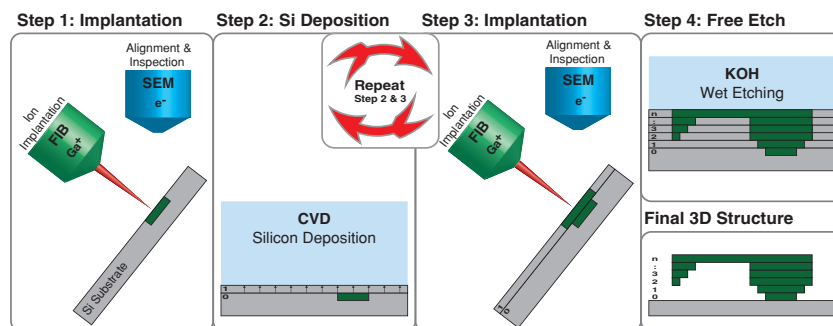 Step 1: Implantation
Alignment &
Inspection
SEM
e-
Ion
Implantation
FIB
Ga+
Si Substrate
Step 2: Si Deposition
CVD
Silicon Deposition
1
0
Repeat
Step 2 & 3
Step 3: Implantation
Alignment &
Inspection
SEM
e-
Ion
Implantation
FIB
Ga+
1
0
Step 4: Free Etch
KOH
Wet Etching
n
:
3
2
1
0
Final 3D Structure
n
:
3
2
1
0